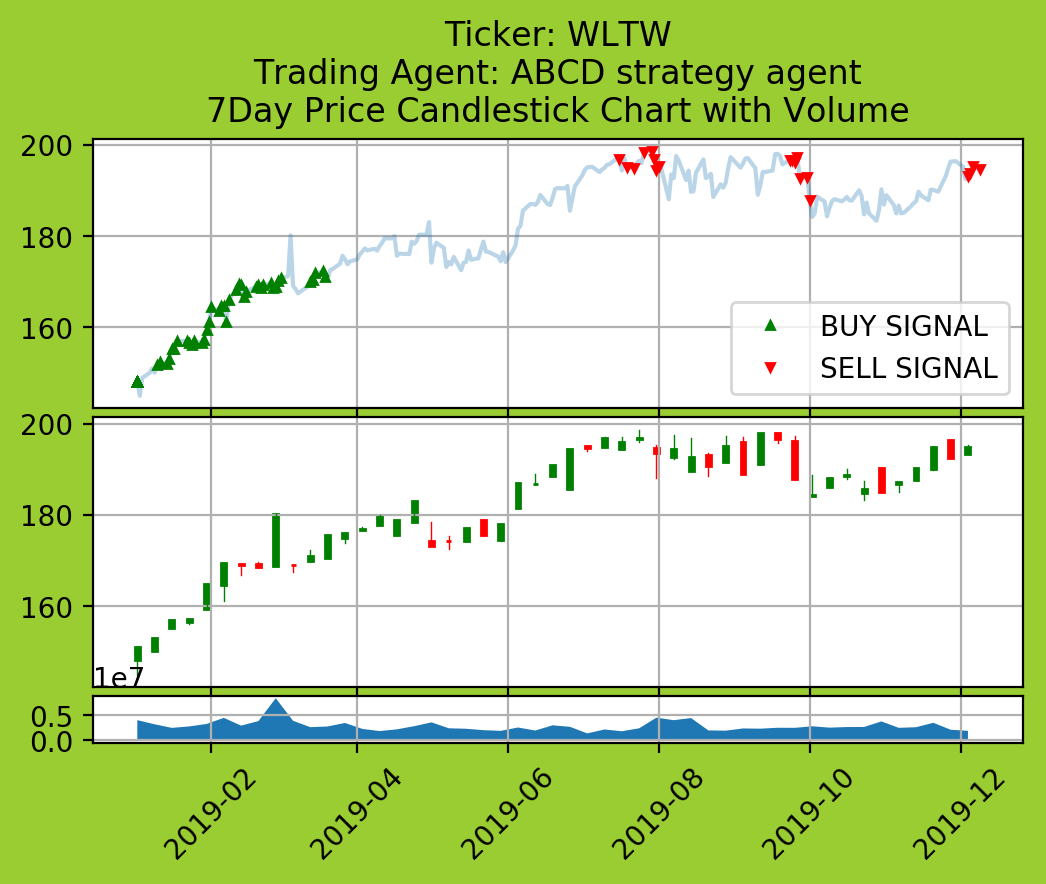 Ticker: WLTW
Trading Agent: ABCD strategy agent
7Day Price Candlestick Chart with Volume
200
180
160
BUY SIGNAL
SELL SIGNAL
200
180
160
1e7
0.5
0.0
2019-02
2019-04
2019-06
2019-08
2019-10
2019-12